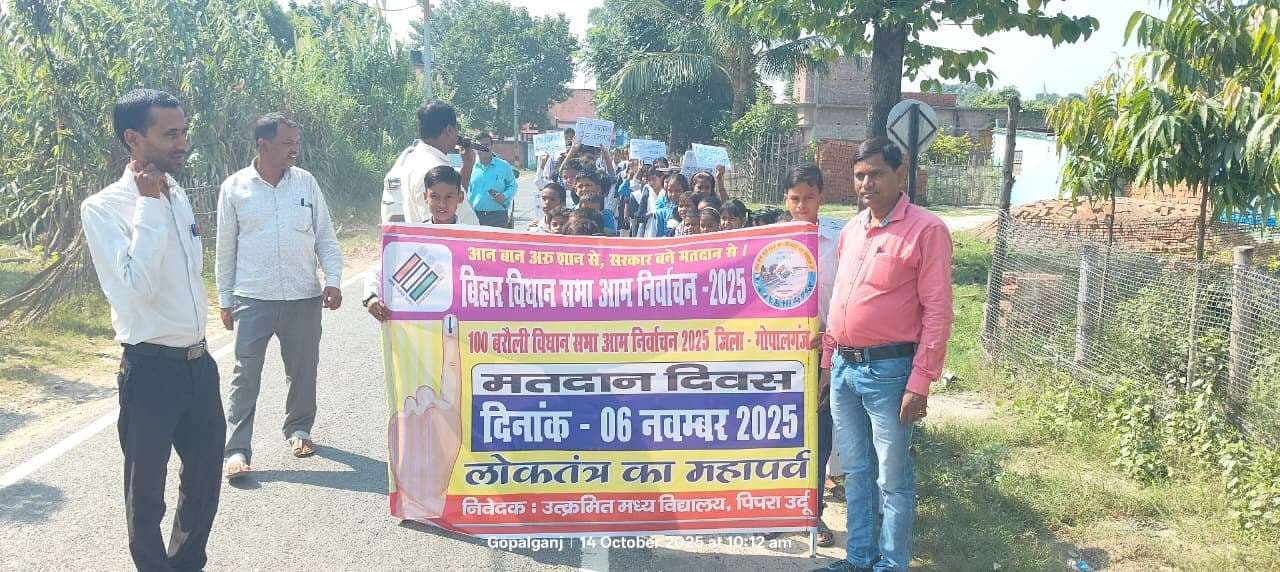 आन बान अरु शान से, सरकार बने मतदान से ।
बिहार विधान सभा आम निर्वाचन -2025
100 बरौली विधान सभा आम निर्वाचन 2025 जिला - गोपालगंज
मतदान दिवस
दिनांक - 06 नवम्बर 2025
लोकतंत्र का महापर्व
निवेदक : उत्क्रमित मध्य विद्यालय, पिपरा उर्दू
Gopalganj | 14 October 2025 at 10:12 am